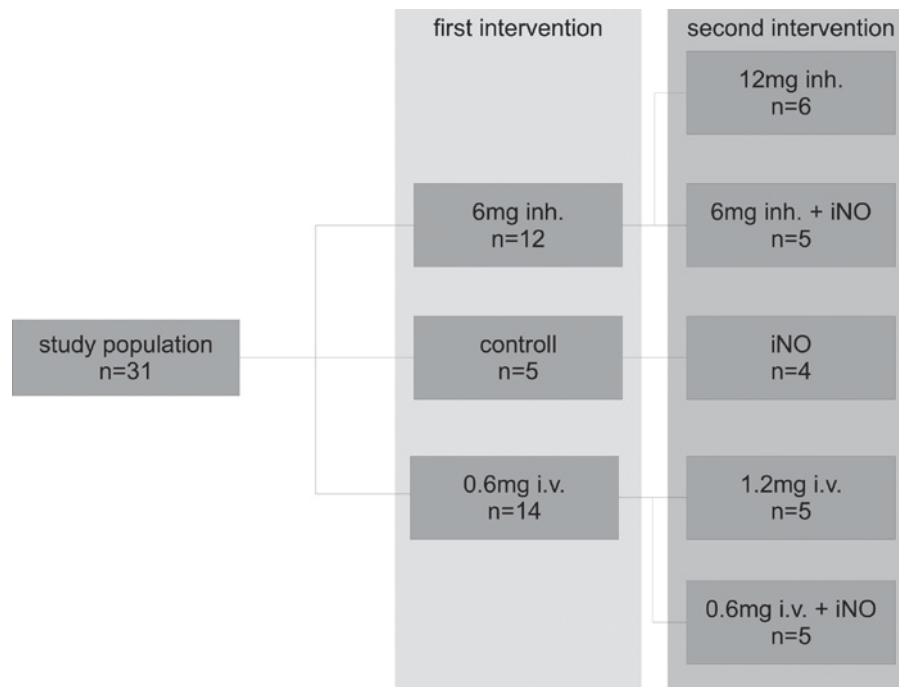 first intervention
second intervention
12mg inh.
n=6
6mg inh.
n=12
6mg inh. + iNO
n=5
study population
n=31
controll
n=5
iNO
n=4
0.6mg i.v.
n=14
1.2mg i.v.
n=5
0.6mg i.v. + iNO
n=5